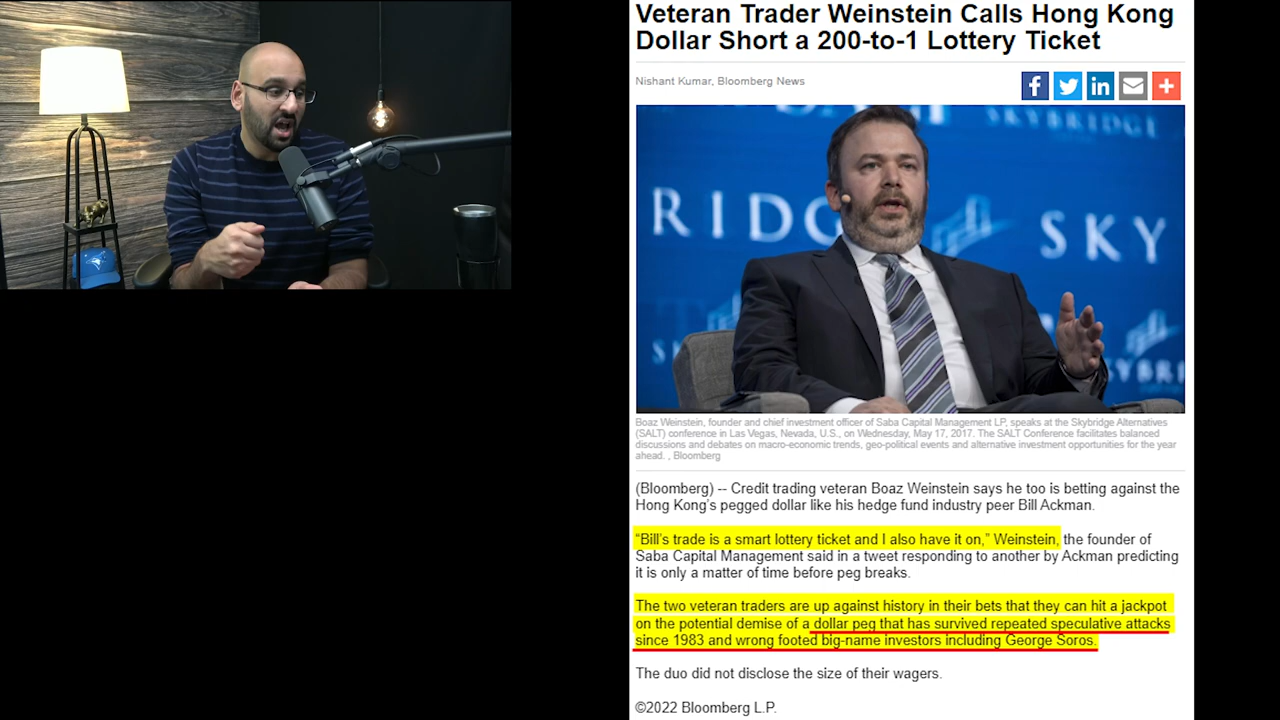 Veteran Trader Weinstein Calls Hong Kong
Dollar Short a 200-to-1 Lottery Ticket
Nishant Kumar, Bloomberg News
SKYBRIDGE
RIDG
SKY
Boaz Weinstein, founder and chief investment officer of Saba Capital Management LP, speaks at the Skybridge Alternatives
(SALT) conference in Las Vegas, Nevada, U.S., on Wednesday, May 17, 2017. The SALT Conference facilitates balanced
discussions and debates on macro-economic trends, geo-political events and alternative investment opportunities for the year
ahead. , Bloomberg
(Bloomberg) -- Credit trading veteran Boaz Weinstein says he too is betting against the
Hong Kong's pegged dollar like his hedge fund industry peer Bill Ackman.
“Bill's trade is a smart lottery ticket and I also have it on,” Weinstein, the founder of
Saba Capital Management said in a tweet responding to another by Ackman predicting
it is only a matter of time before peg breaks.
The two veteran traders are up against history in their bets that they can hit a jackpot
on the potential demise of a dollar peg that has survived repeated speculative attacks
since 1983 and wrong footed big-name investors including George Soros.
The duo did not disclose the size of their wagers.
©2022 Bloomberg L.P.